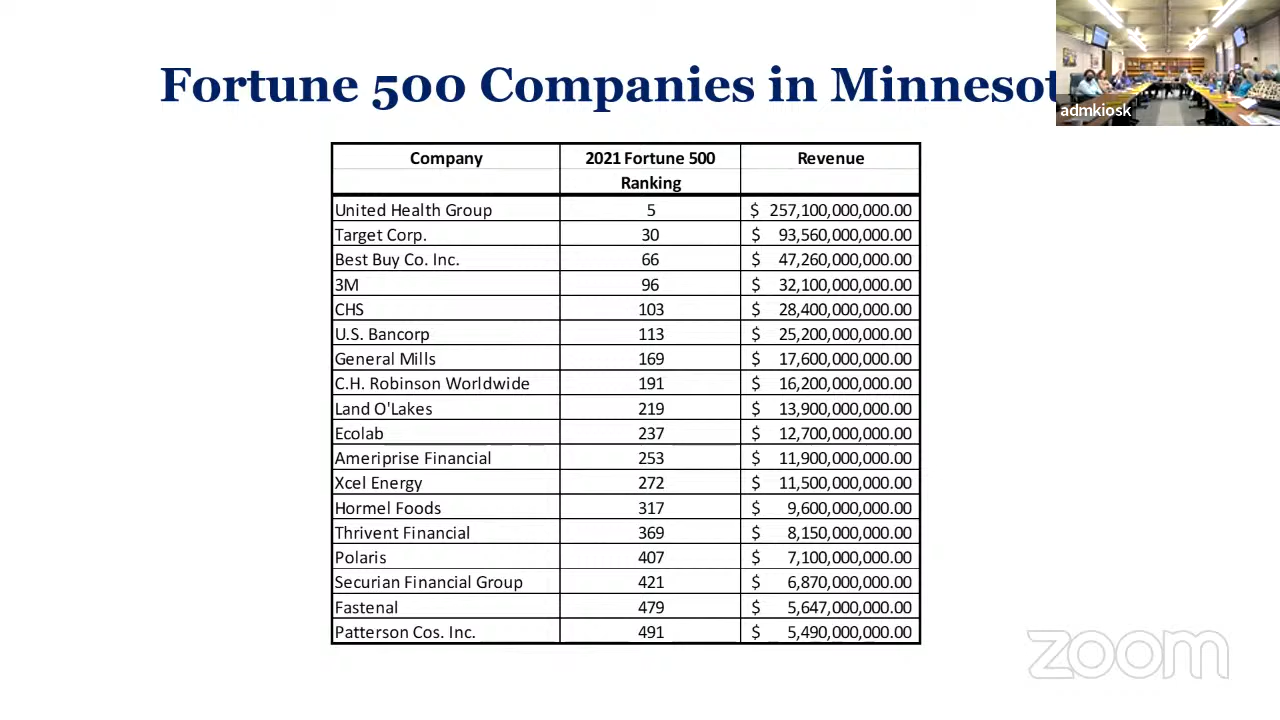 Fortune 500 Companies in Minnesot
admkiosk
Company 2021 Fortune 500 Revenue
Ranking
United Health Group 5 $ 257,100,000,000.00
Target Corp. 30 $ 93,560,000,000.00
Best Buy Co. Inc. 66 $ 47,260,000,000.00
3M 96 $ 32,100,000,000.00
CHS 103 $ 28,400,000,000.00
U.S. Bancorp 113 $ 25,200,000,000.00
General Mills 169 $ 17,600,000,000.00
C.H. Robinson Worldwide 191 $ 16,200,000,000.00
Land O'Lakes 219 $ 13,900,000,000.00
Ecolab 237 $ 12,700,000,000.00
Ameriprise Financial 253 $ 11,900,000,000.00
Xcel Energy 272 $ 11,500,000,000.00
Hormel Foods 317 $ 9,600,000,000.00
Thrivent Financial 369 $ 8,150,000,000.00
Polaris 407 $ 7,100,000,000.00
Securian Financial Group 421 $ 6,870,000,000.00
Fastenal 479 $ 5,647,000,000.00
Patterson Cos. Inc. 491 $ 5,490,000,000.00
zoom